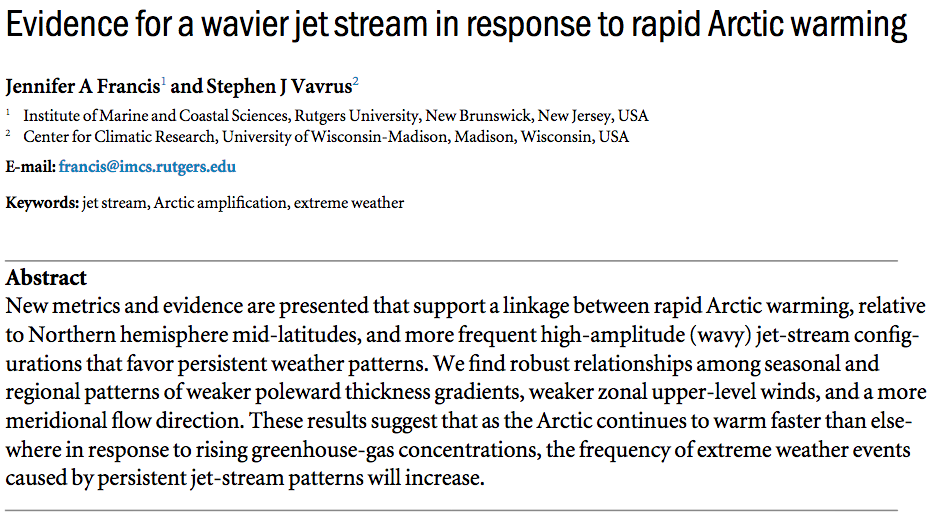 Evidence for a wavier jet stream in response to rapid Arctic warming
Jennifer A Francis1 and Stephen J Vavrus2
1 Institute of Marine and Coastal Sciences, Rutgers University, New Brunswick, New Jersey, USA
2 Center for Climatic Research, University of Wisconsin-Madison, Madison, Wisconsin, USA
E-mail: francis@imcs.rutgers.edu
Keywords: jet stream, Arctic amplification, extreme weather
Abstract
New metrics and evidence are presented that support a linkage between rapid Arctic warming, relative
to Northern hemisphere mid-latitudes, and more frequent high-amplitude (wavy) jet-stream config-
urations that favor persistent weather patterns. We find robust relationships among seasonal and
regional patterns of weaker poleward thickness gradients, weaker zonal upper-level winds, and a more
meridional flow direction. These results suggest that as the Arctic continues to warm faster than else-
where in response to rising greenhouse-gas concentrations, the frequency of extreme weather events
caused by persistent jet-stream patterns will increase.